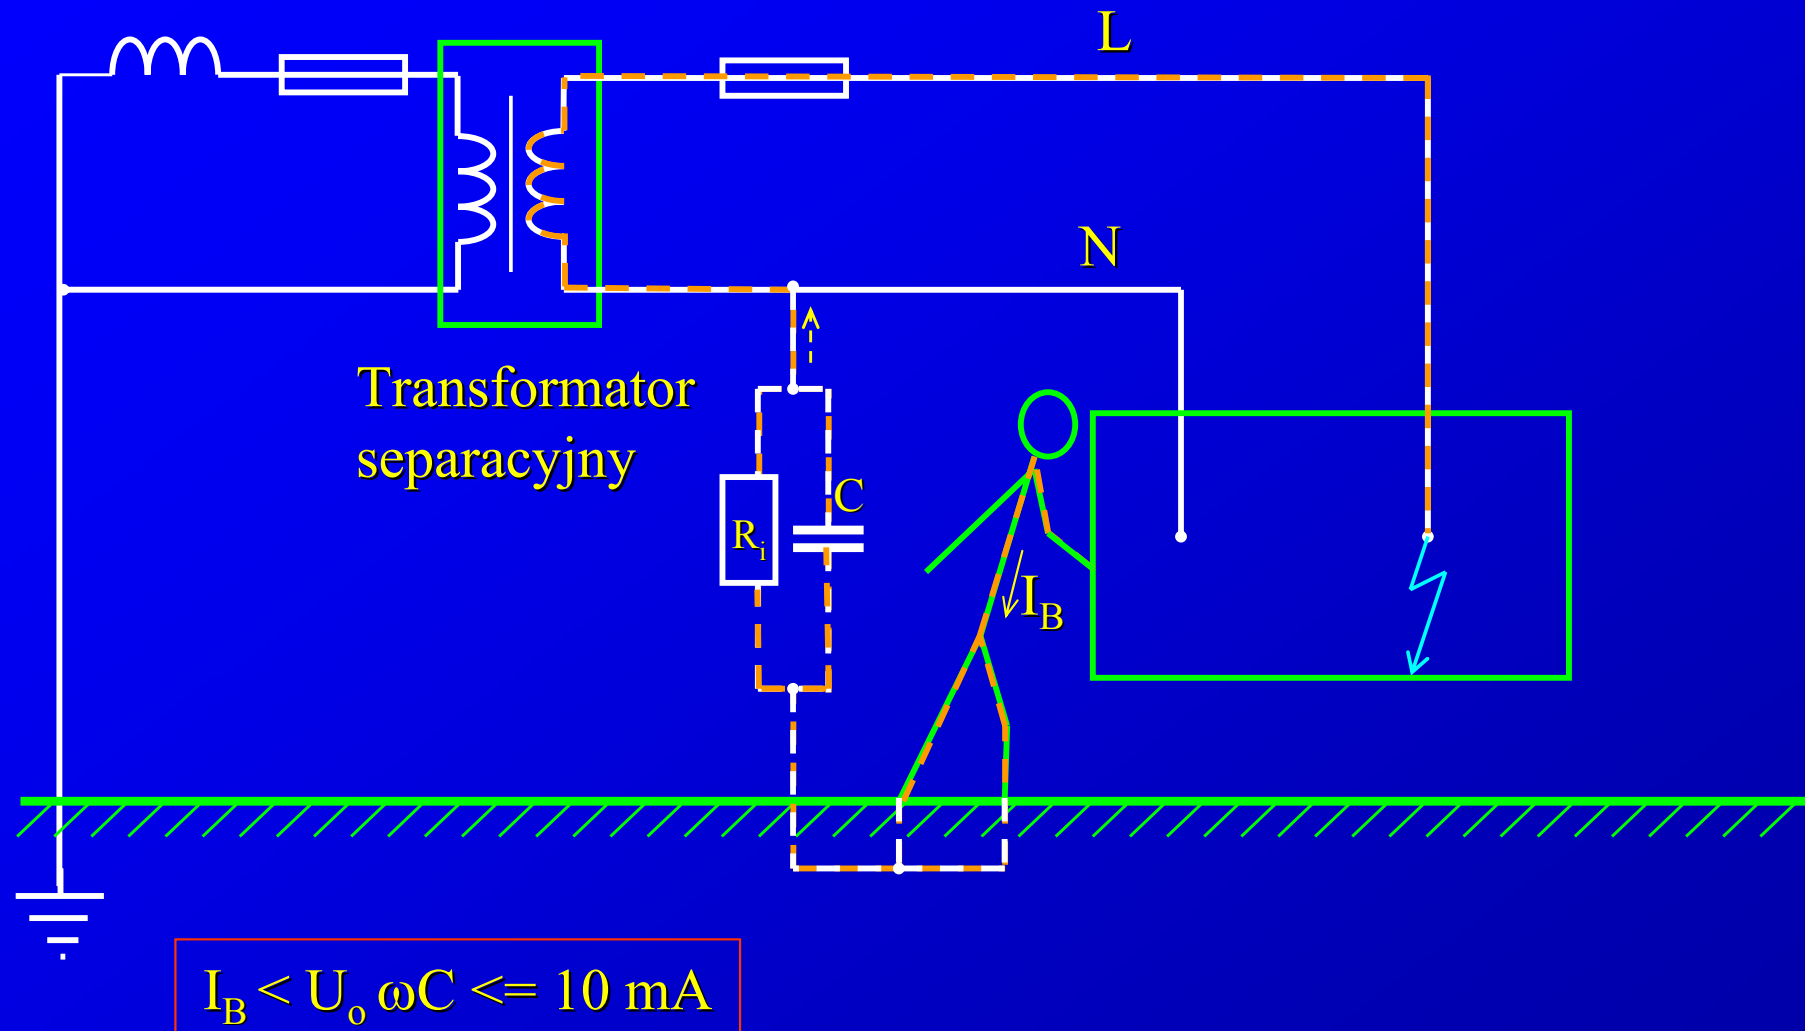 L
N
Transformator
separacyjny
C
Ri
IB
IB < Uo ωC <= 10 mA